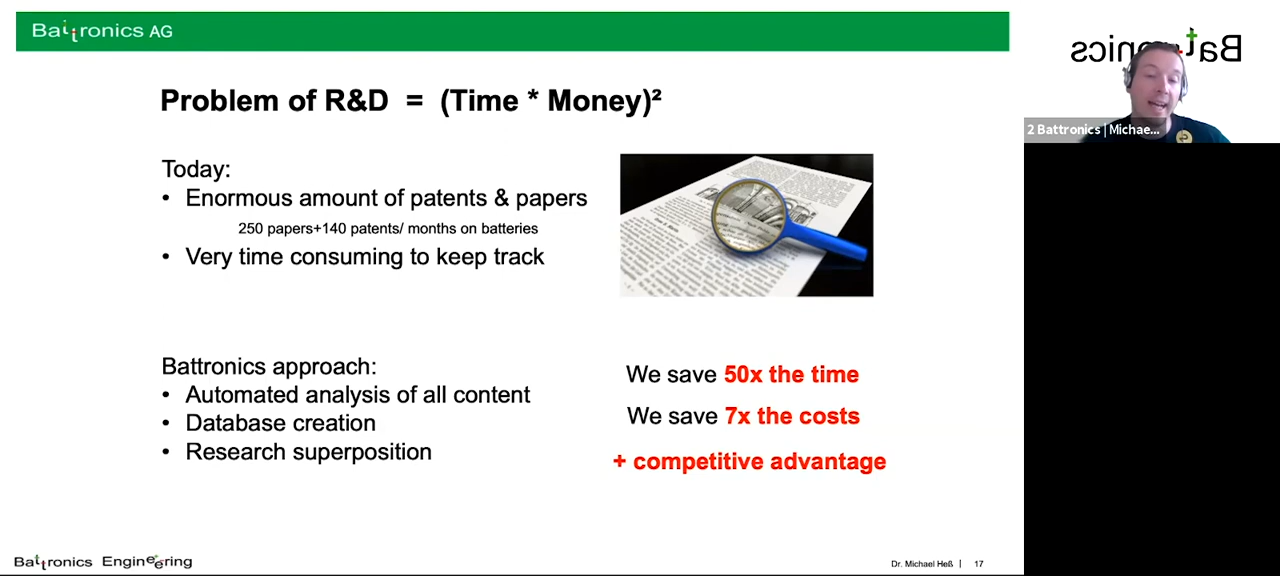 Battronics AG
Problem of R&D = (Time * Money)²
Today:
• Enormous amount of patents & papers
250 papers+140 patents/ months on batteries
• Very time consuming to keep track
Battronics approach:
• Automated analysis of all content
• Database creation
• Research superposition
We save 50x the time
We save 7x the costs
+ competitive advantage
Battronics Engineering
Dr. Michael Heß | 17
Battronics
2 Battronics | Michae...